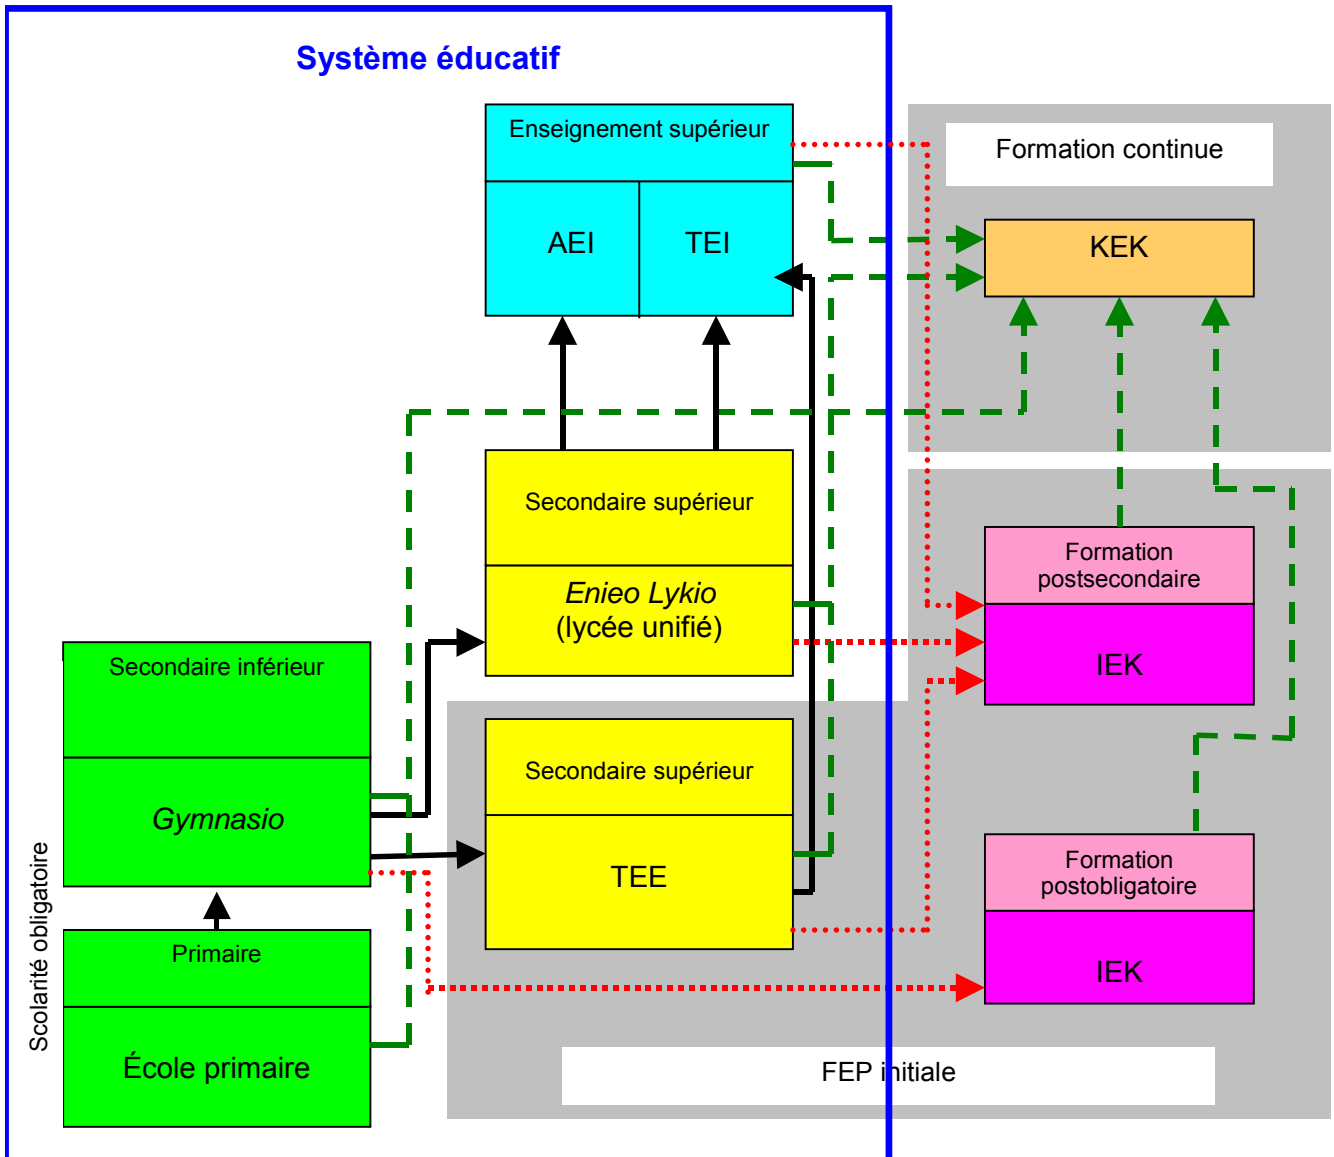 Système éducatif
Enseignement supérieur
AEI
TEI
Formation continue
KEK
Secondaire supérieur
Enieo Lykio
(lycée unifié)
Formation
postsecondaire
IEK
Secondaire inférieur
Gymnasio
Secondaire supérieur
TEE
Formation
postobligatoire
IEK
Scolarité obligatoire
Primaire
École primaire
FEP initiale